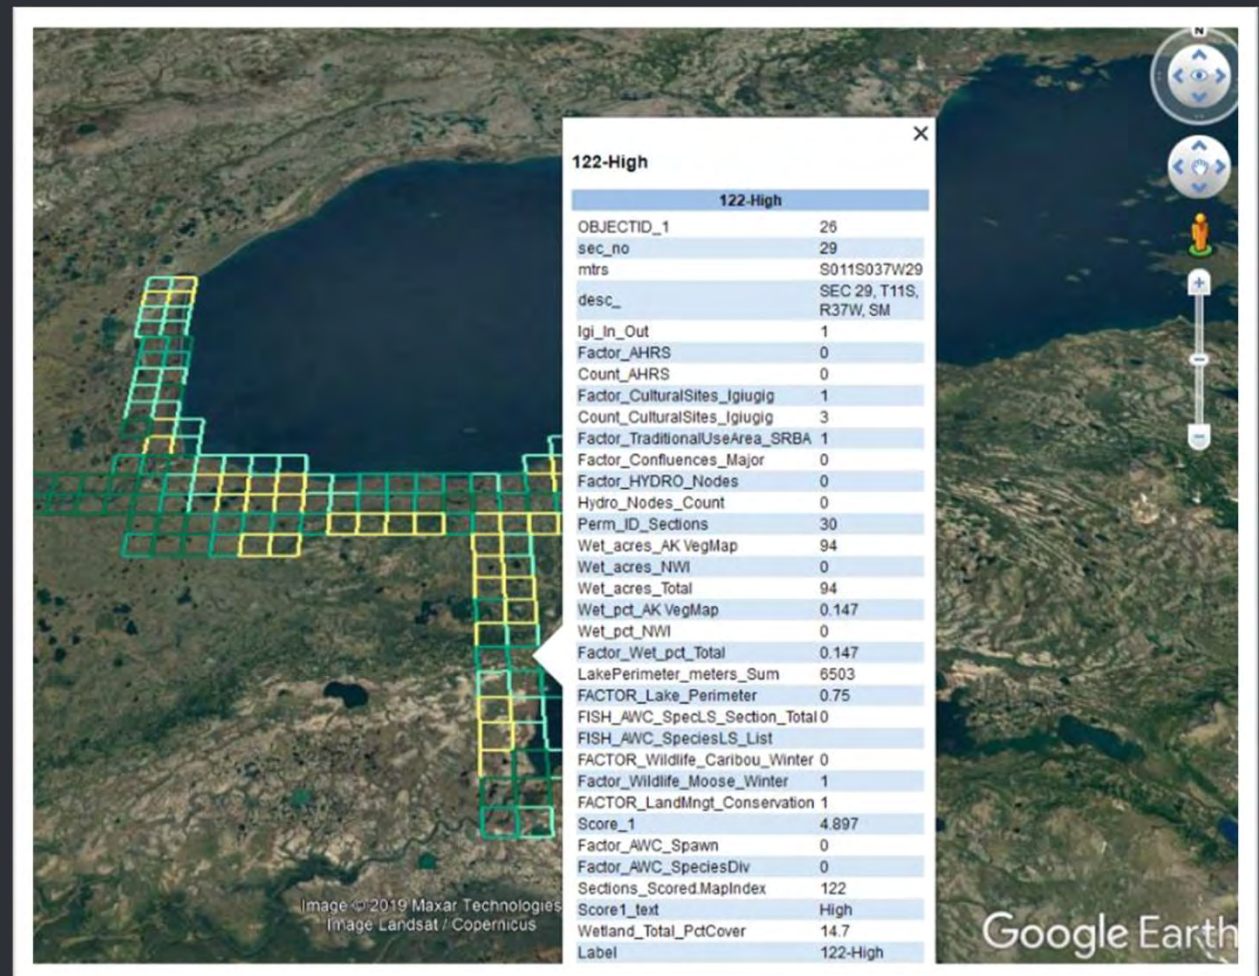 N
122-High
122-High
OBJECTID_1 26
sec_no 29
mtrs S011S037W29
desc_ SEC 29, T11S,
R37W, SM
Igi_In_Out 1
Factor_AHRS 0
Count_AHRS 0
Factor_CulturalSites_Igiugig 1
Count_CulturalSites_Igiugig 3
Factor_TraditionalUseArea_SRBA 1
Factor_Confluences_Major 0
Factor_HYDRO_Nodes 0
Hydro_Nodes_Count 0
Perm_ID_Sections 30
Wet_acres_AK VegMap 94
Wet_acres_NWI 0
Wet_acres_Total 94
Wet_pct_AK VegMap 0.147
Wet_pct_NWI 0
Factor_Wet_pct_Total 0.147
LakePerimeter_meters_Sum 6503
FACTOR_Lake_Perimeter 0.75
FISH_AWC_SpecLS_Section_Total 0
FISH_AWC_SpeciesLS_List
FACTOR_Wildlife_Caribou_Winter 0
Factor_Wildlife_Moose_Winter 1
FACTOR_LandMngt_Conservation 1
Score_1 4.897
Factor_AWC_Spawn 0
Factor_AWC_SpeciesDiv 0
Sections_Scored.MapIndex 122
Score1_text High
Wetland_Total_PctCover 14.7
Label 122-High
Image © 2019 Maxar Technologies
Image Landsat / Copernicus
Google Earth